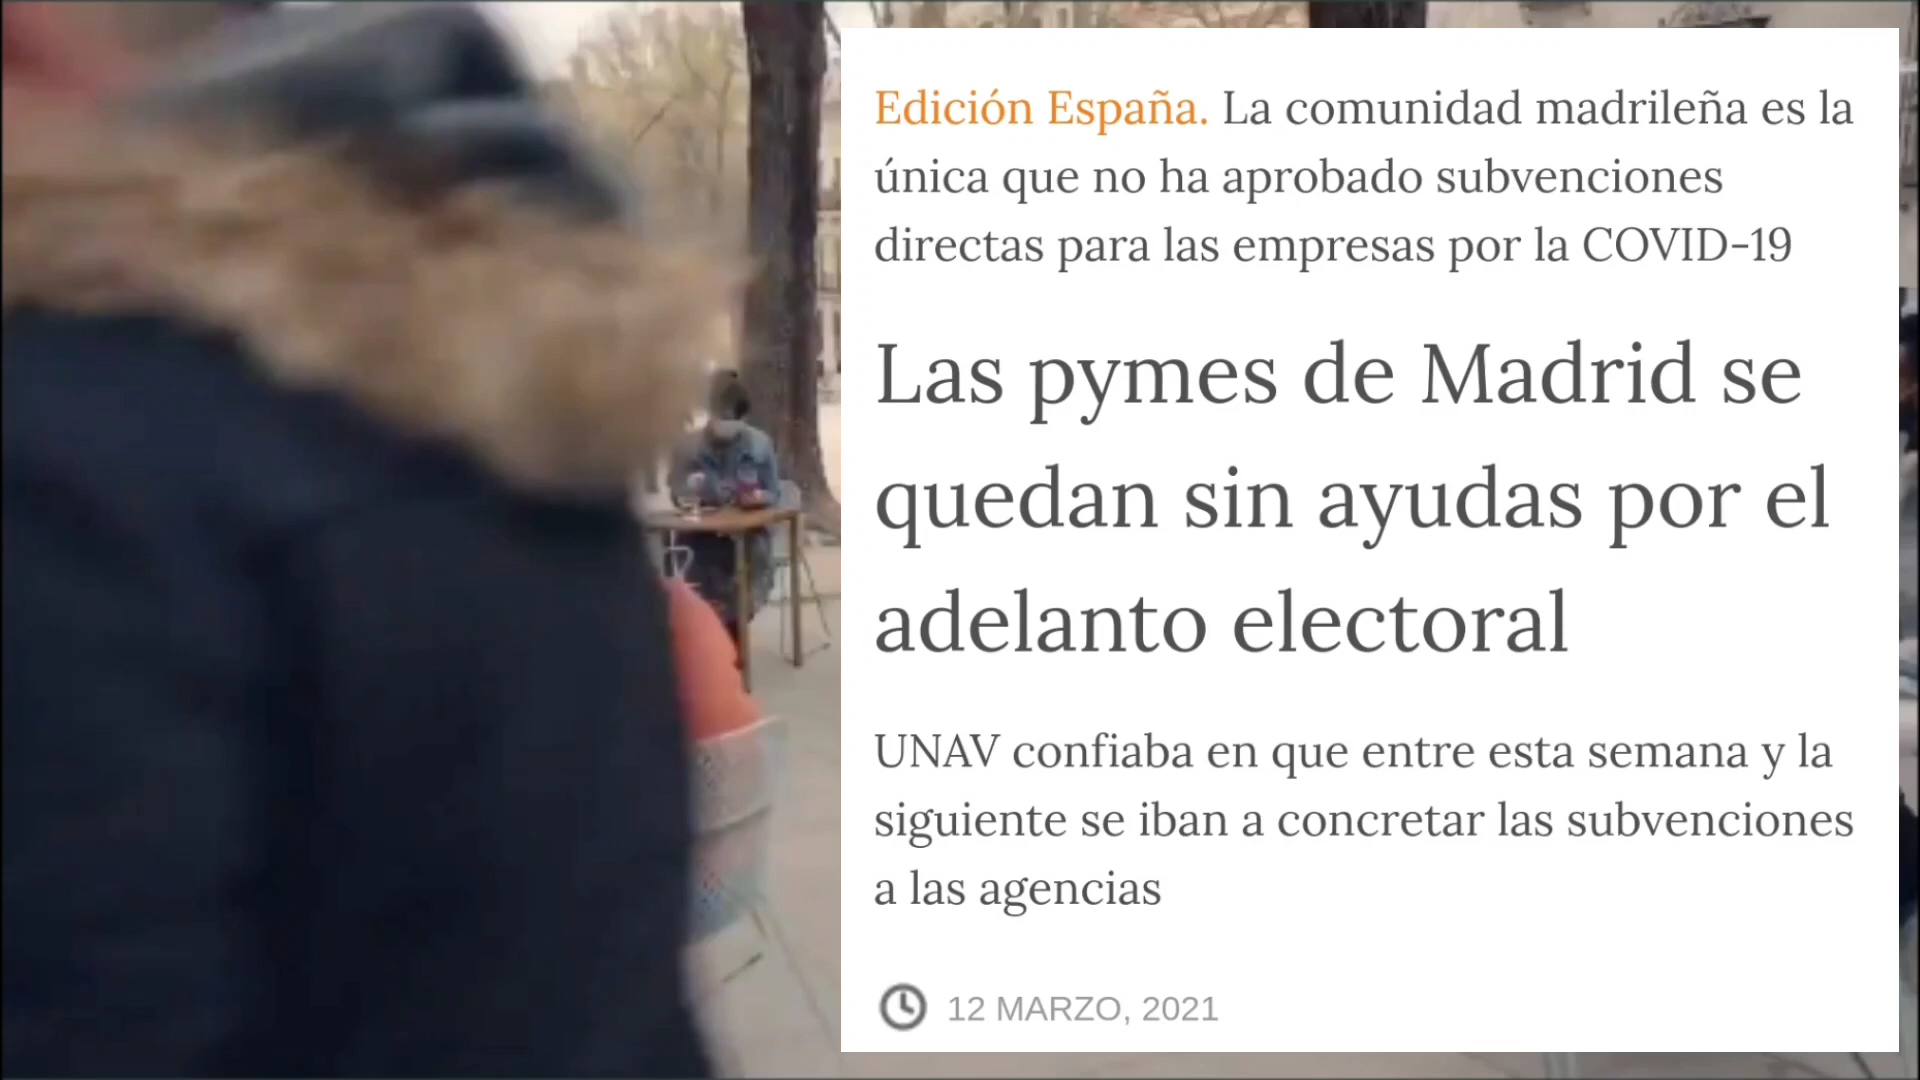 Edición España. La comunidad madrileña es la
única que no ha aprobado subvenciones
directas para las empresas por la COVID-19
Las pymes de Madrid se
quedan sin ayudas por el
adelanto electoral
UNAV confiaba en que entre esta semana y la
siguiente se iban a concretar las subvenciones
a las agencias
12 MARZO, 2021